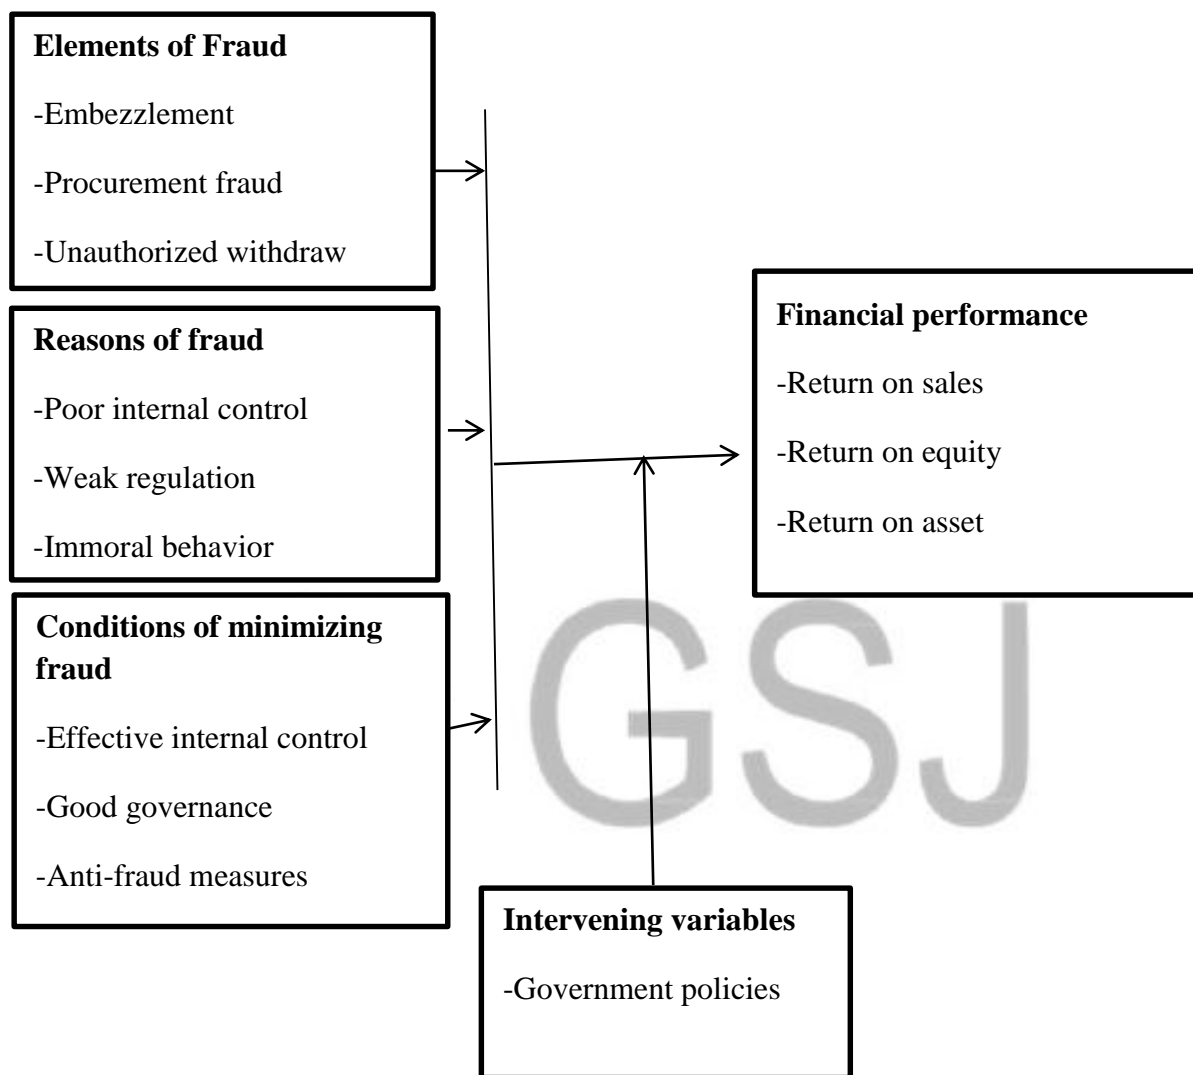 Elements of Fraud
-Embezzlement
-Procurement fraud
-Unauthorized withdraw
Reasons of fraud
-Poor internal control
-Weak regulation
-Immoral behavior
Conditions of minimizing
fraud
-Effective internal control
-Good governance
-Anti-fraud measures
Financial performance
-Return on sales
-Return on equity
-Return on asset
GSJ
Intervening variables
-Government policies